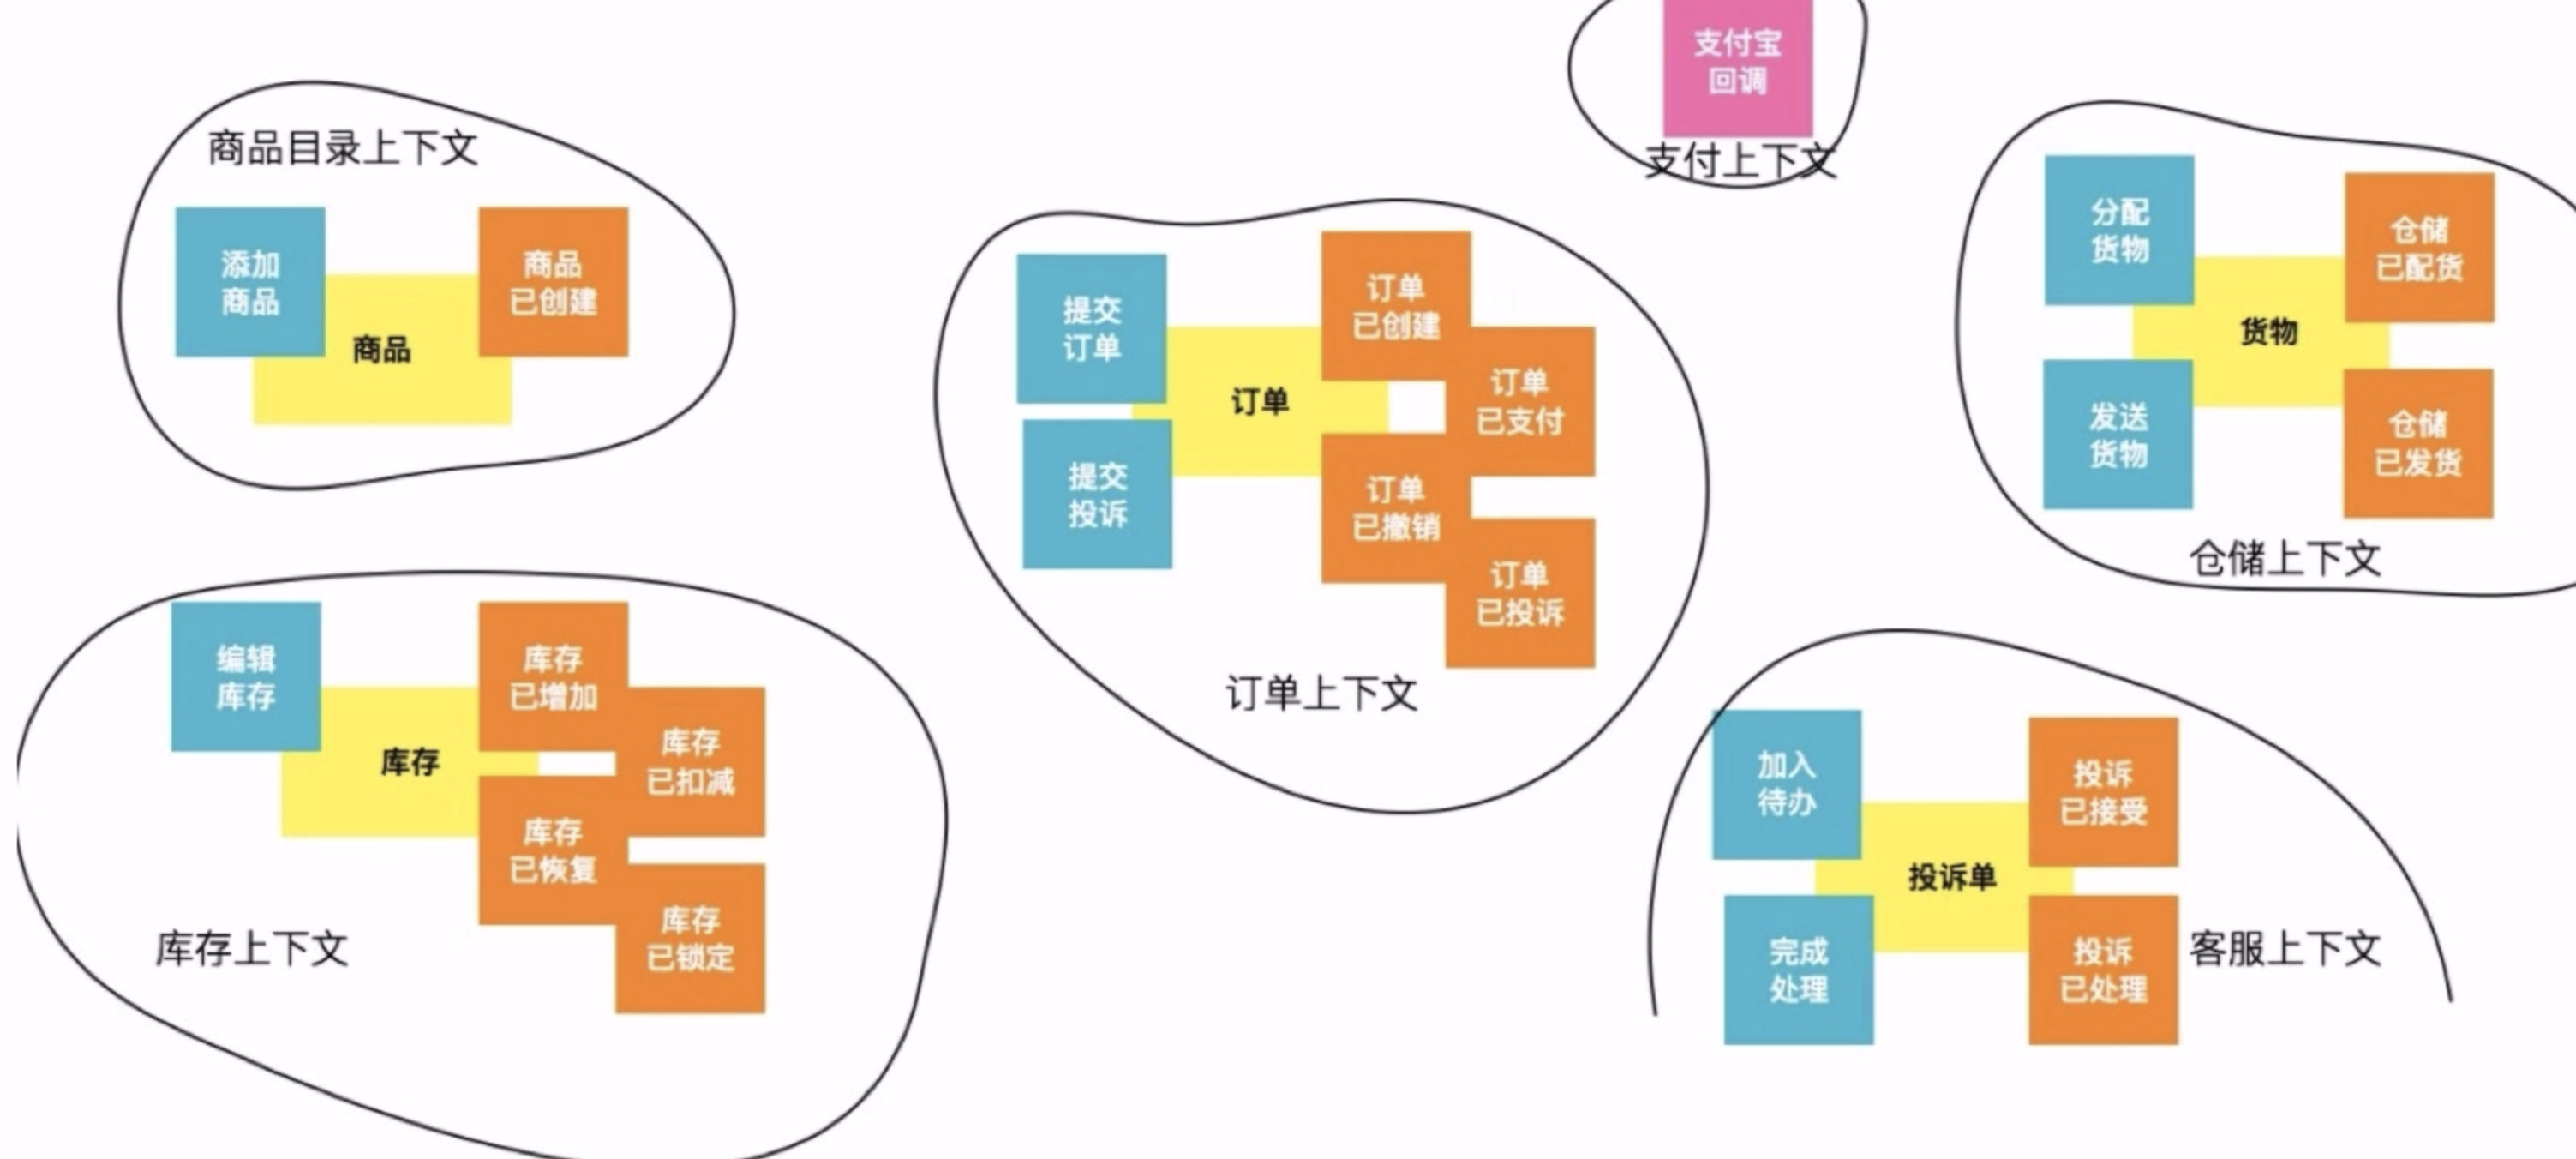 支付宝
回调
支付上下文
商品目录上下文
添加
商品
商品
商品
已创建
提交
订单
提交
投诉
订单
订单
已创建
订单
已支付
订单
已撤销
订单
已投诉
订单上下文
分配
货物
发送
货物
货物
仓储
已配货
仓储
已发货
仓储上下文
编辑
库存
库存
库存
已增加
库存
已扣减
库存
已恢复
库存
已锁定
库存上下文
加入
待办
完成
处理
投诉单
投诉
已接受
投诉
已处理
客服上下文